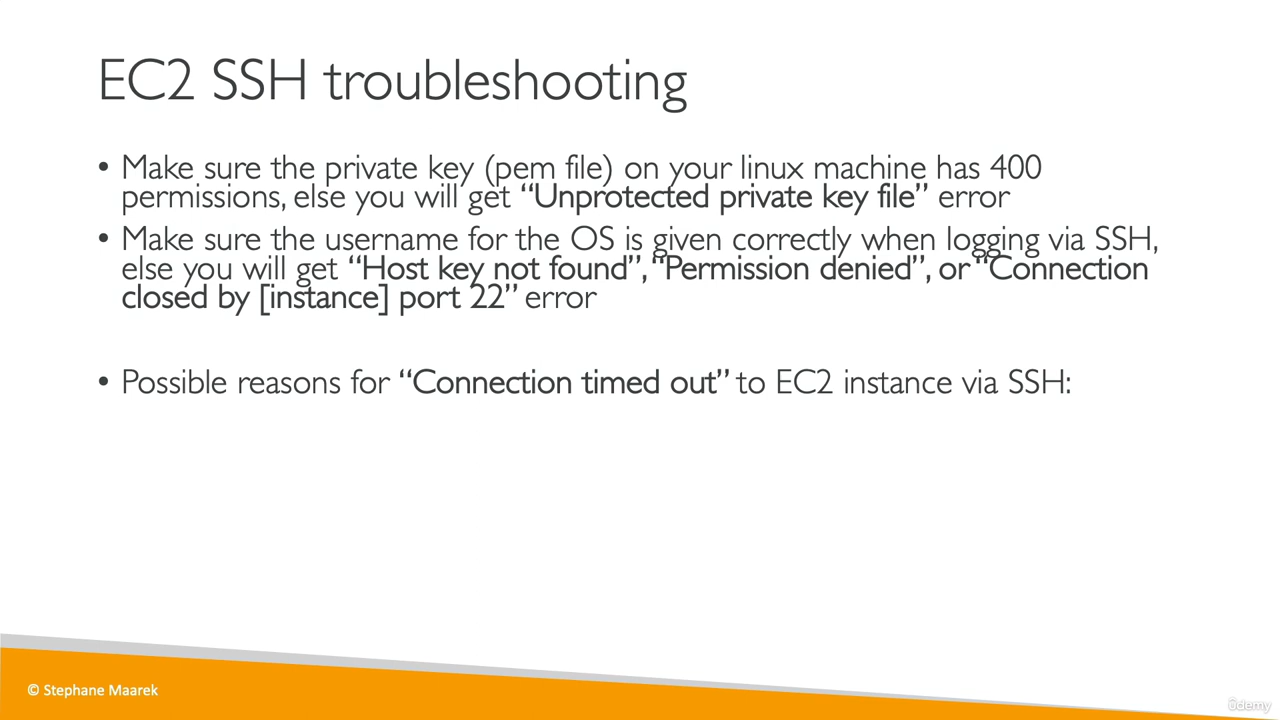 EC2 SSH troubleshooting
• Make sure the private key (pem file) on your linux machine has 400
permissions, else you will get “Unprotected private key file” error
• Make sure the username for the OS is given correctly when logging via SSH,
else you will get “Host key not found”, “Permission denied”, or “Connection
closed by [instance] port 22” error
• Possible reasons for “Connection timed out” to EC2 instance via SSH:
© Stephane Maarek
ûdemy